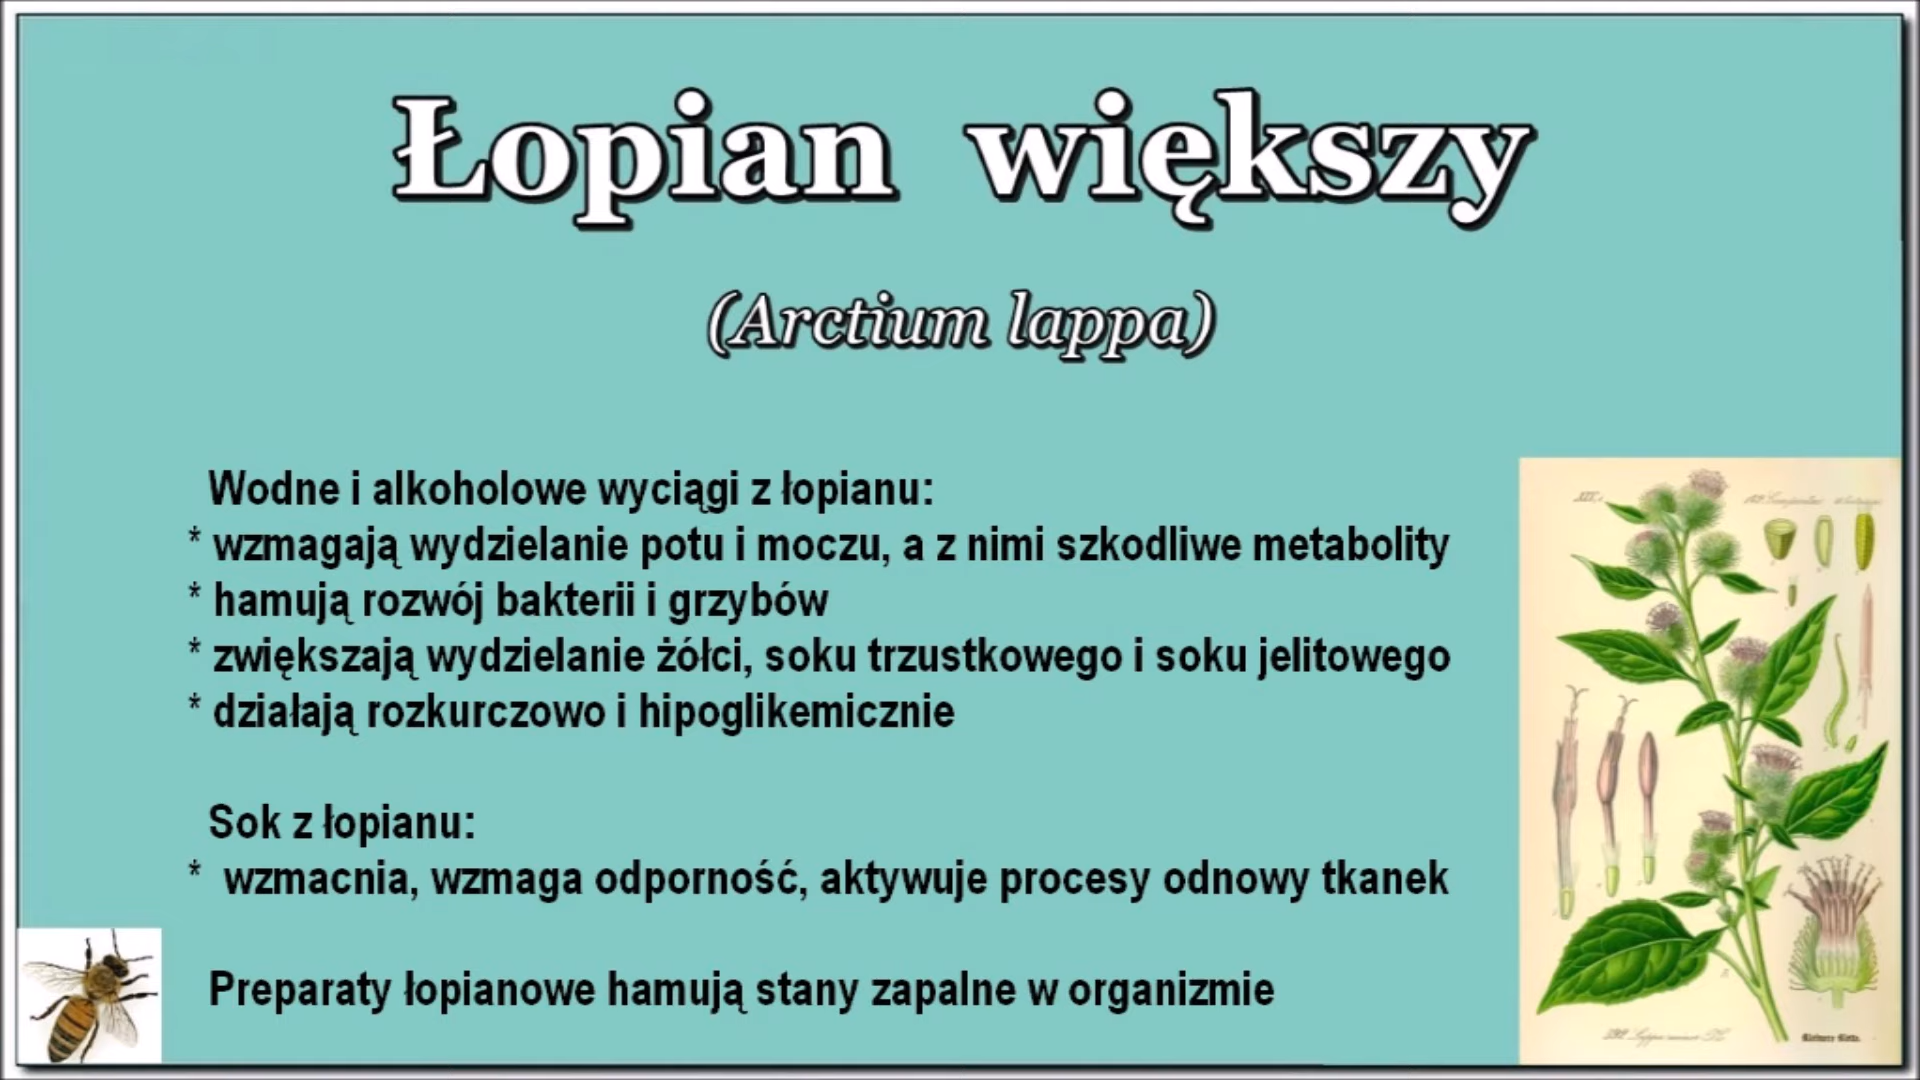 Łopian większy
(Arctium lappa)
Wodne i alkoholowe wyciągi z łopianu:
* wzmagają wydzielanie potu i moczu, a z nimi szkodliwe metabolity
* hamują rozwój bakterii i grzybów
* zwiększają wydzielanie żółci, soku trzustkowego i soku jelitowego
* działają rozkurczowo i hipoglikemicznie
Sok z łopianu:
* wzmacnia, wzmaga odporność, aktywuje procesy odnowy tkanek
Preparaty łopianowe hamują stany zapalne w organizmie